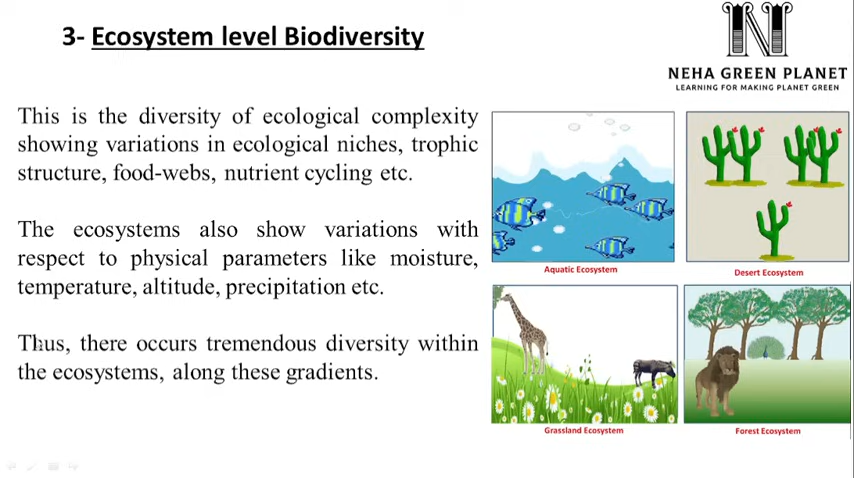 3- Ecosystem level Biodiversity
N
NEHA GREEN PLANET
LEARNING FOR MAKING PLANET GREEN
This is the diversity of ecological complexity
showing variations in ecological niches, trophic
structure, food-webs, nutrient cycling etc.
The ecosystems also show variations with
respect to physical parameters like moisture,
temperature, altitude, precipitation etc.
Thus, there occurs tremendous diversity within
the ecosystems, along these gradients.
Aquatic Ecosystem
Desert Ecosystem
Grassland Ecosystem
Forest Ecosystem